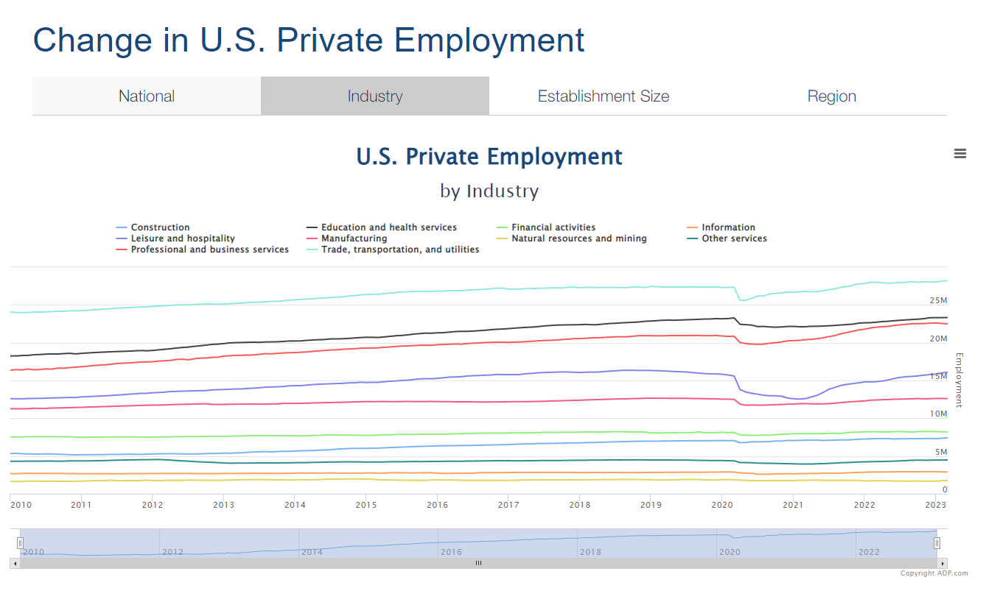 Change in U.S. Private Employment
National Industry Establishment Size Region
U.S. Private Employment
by Industry
Construction Education and health services Financial activities Information
Leisure and hospitality Manufacturing Natural resources and mining Other services
Professional and business services Trade, transportation, and utilities
25M
20M
15M
10M
5M
0
Employment
2010 2011 2012 2013 2014 2015 2016 2017 2018 2019 2020 2021 2022 2023
2010 2012 2014 2016 2018 2020 2022
Copyright ADP.com